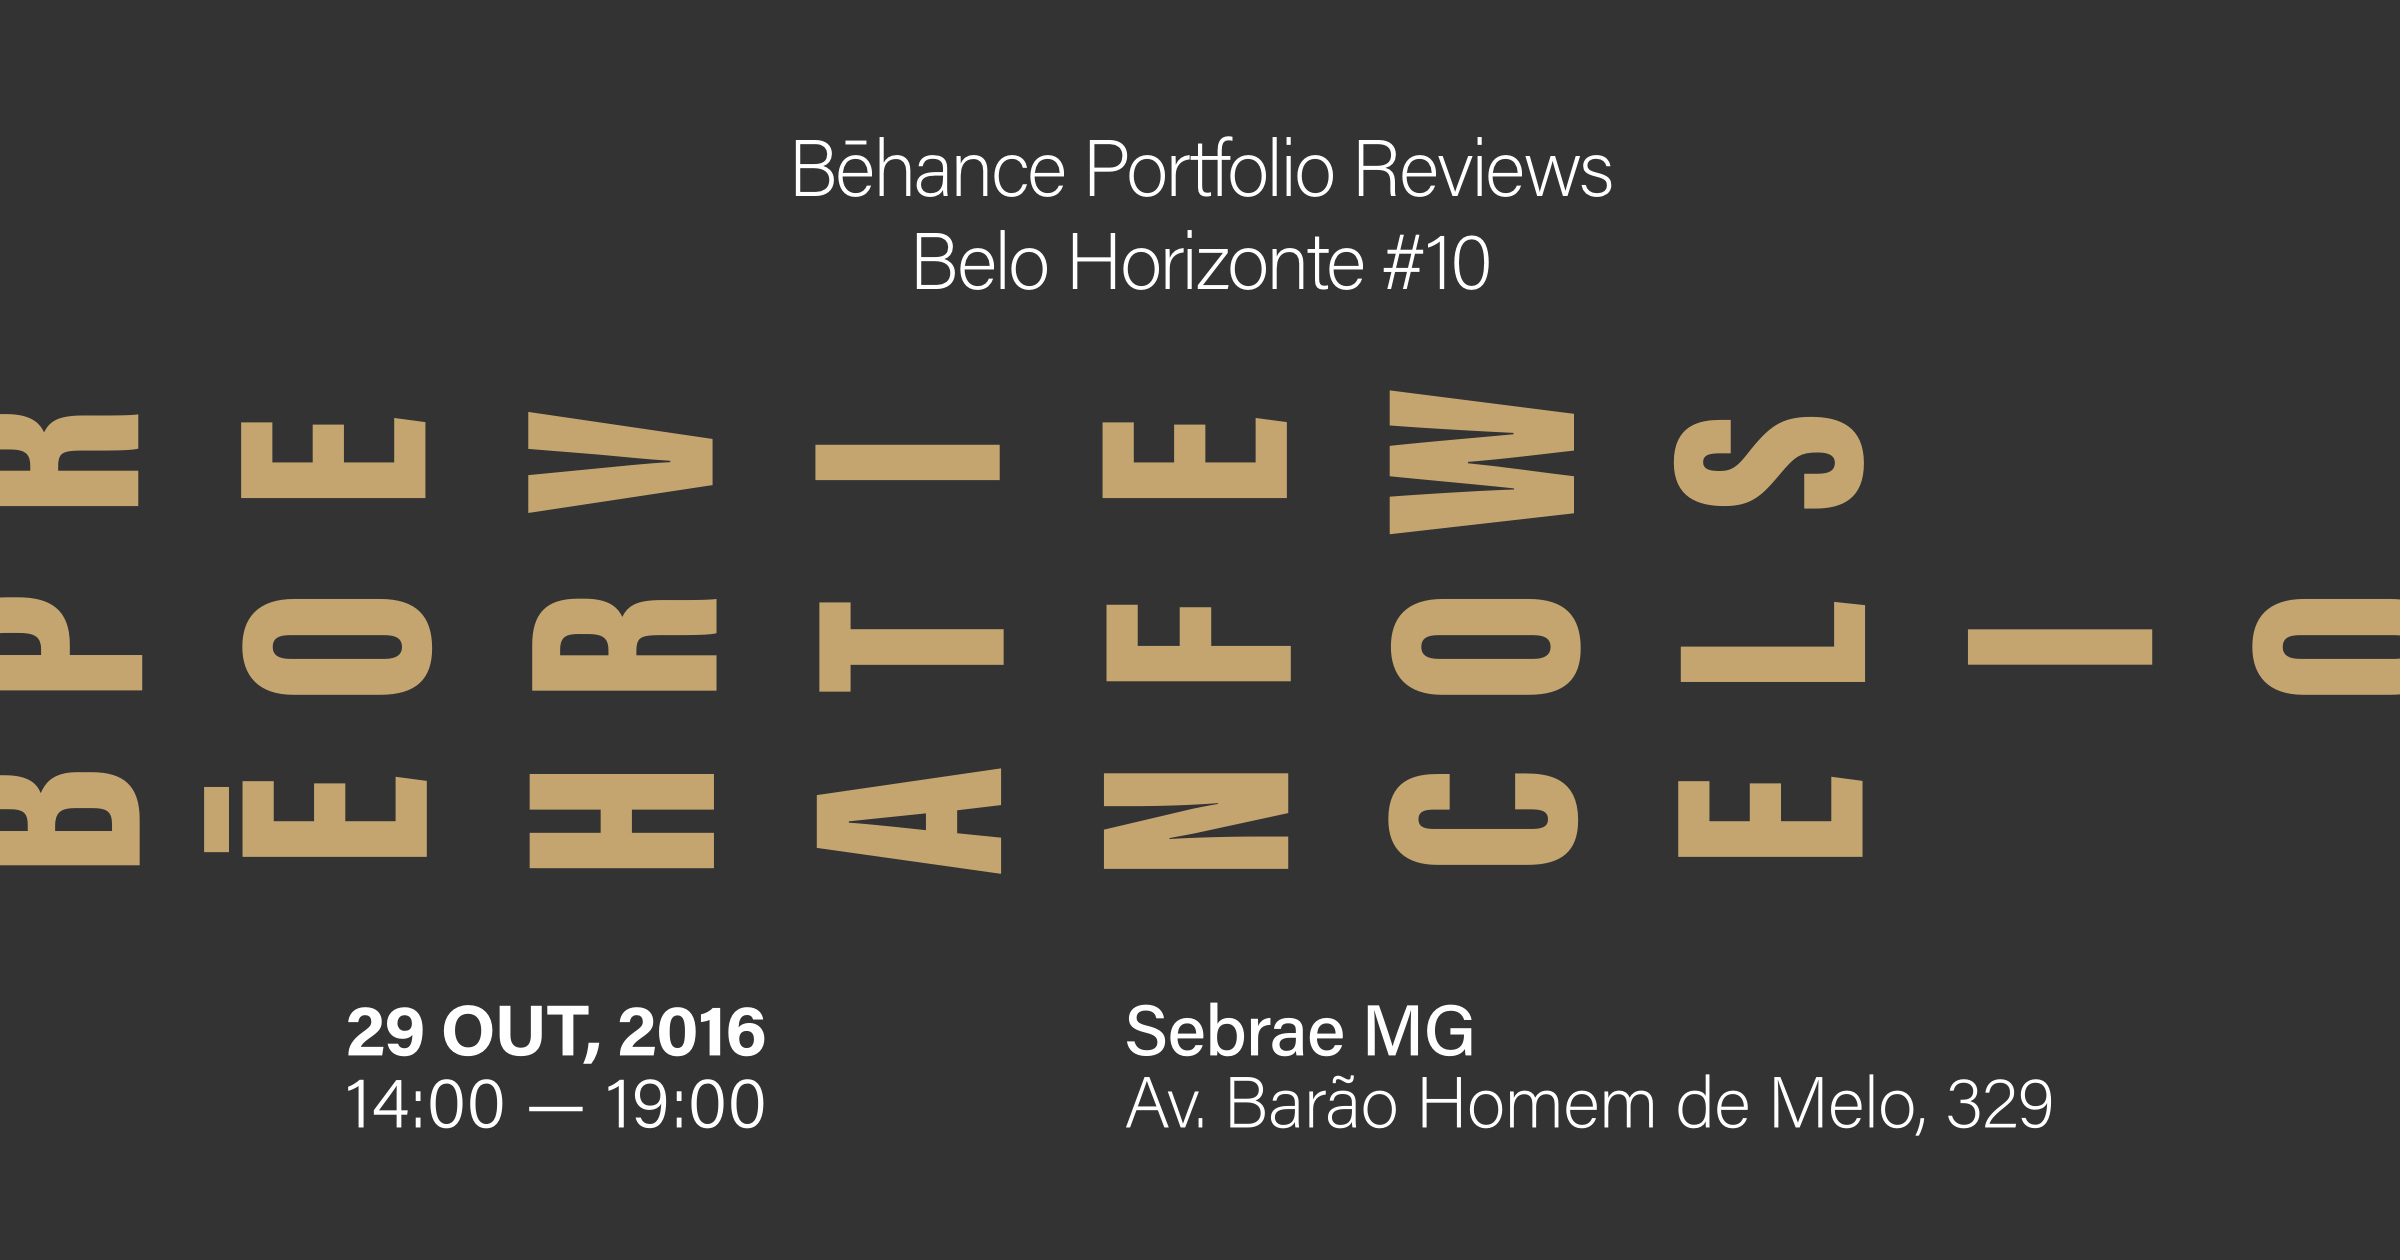 Bēhance Portfolio Reviews
Belo Horizonte #10
REVIEWS
PORTFOLIO
BĒHANCE
29 OUT, 2016
14:00 — 19:00
Sebrae MG
Av. Barão Homem de Melo, 329